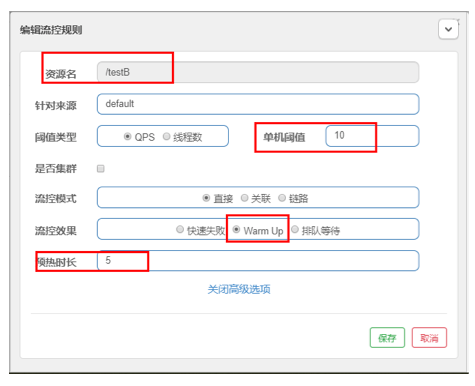 编辑流控规则
资源名 /testB
针对来源 default
阈值类型 QPS 线程数 单机阈值 10
是否集群
流控模式 直接 关联 链路
流控效果 快速失败 Warm Up 排队等待
预热时长 5
关闭高级选项
保存 取消